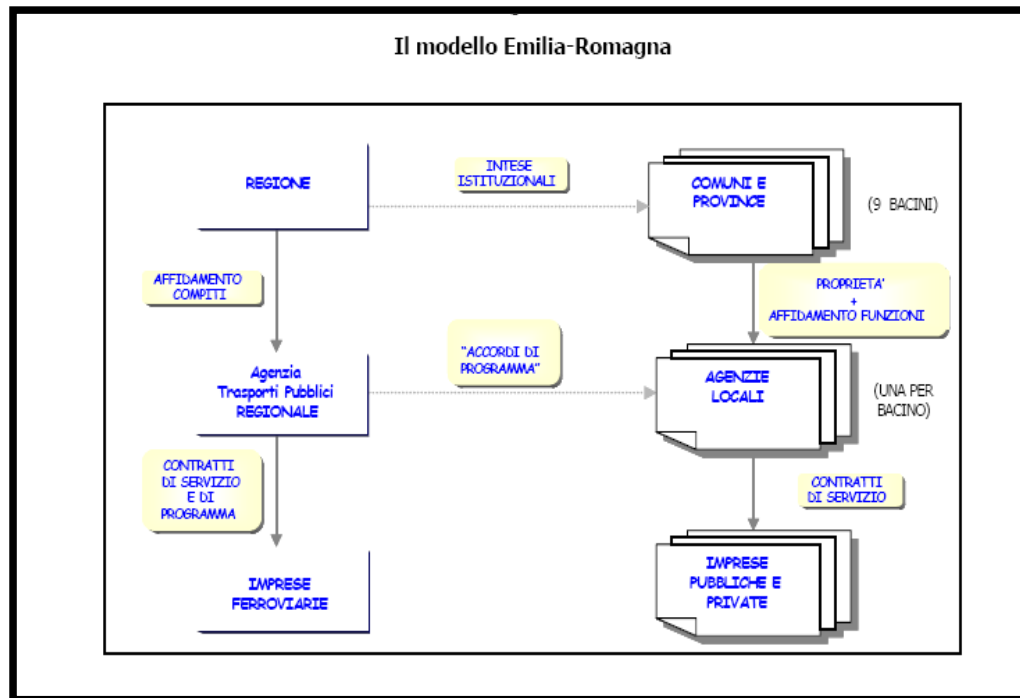 Il modello Emilia-Romagna
REGIONE
INTESE
ISTITUZIONALI
COMUNI E
PROVINCE
(9 BACINI)
AFFIDAMENTO
COMPITI
PROPRIETA'
+
AFFIDAMENTO FUNZIONI
Agenzia
Trasporti Pubblici
REGIONALE
"ACCORDI DI
PROGRAMMA"
AGENZIE
LOCALI
(UNA PER
BACINO)
CONTRATTI
DI SERVIZIO
E DI
PROGRAMMA
CONTRATTI
DI SERVIZIO
IMPRESE
FERROVIARIE
IMPRESE
PUBBLICHE E
PRIVATE